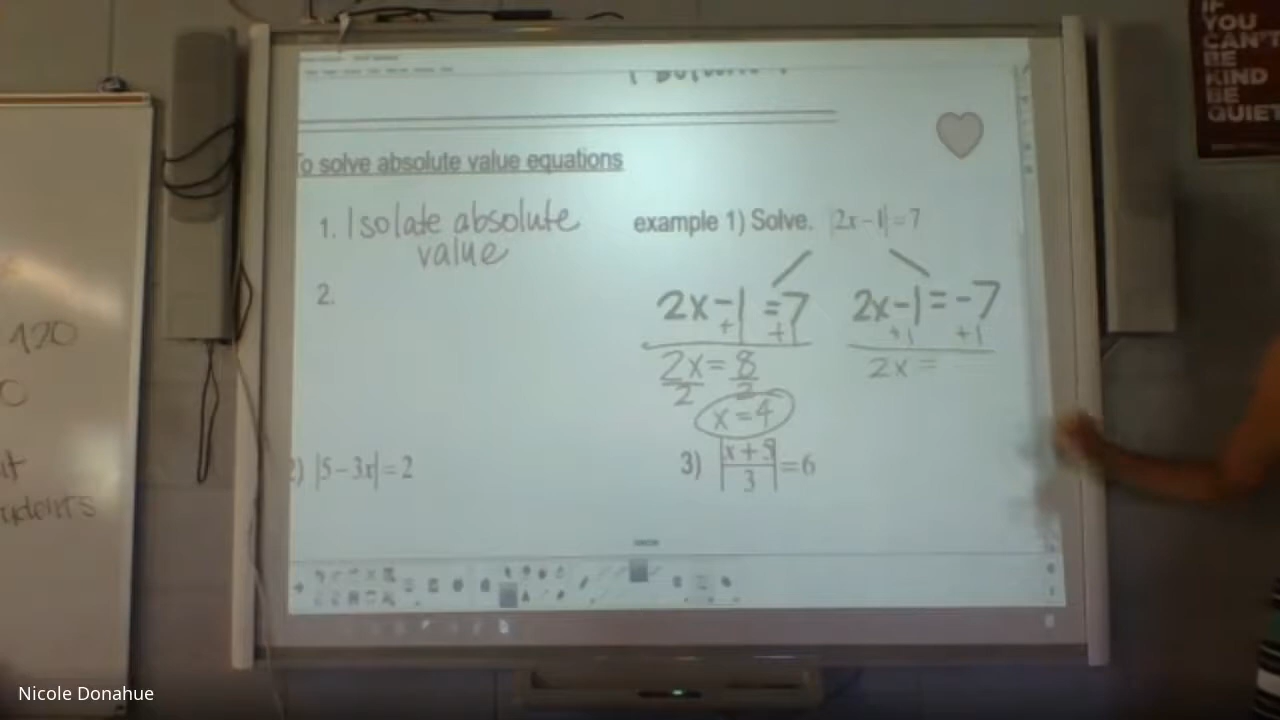 IF
YOU
CAN'T
BE
KIND
BE
QUIET
To solve absolute value equations
1. Isolate absolute
value
2.
example 1) Solve. |2x-1|=7
2x-1=7
+1 +1
2x=8
2 2
x=4
2x-1=-7
+1 +1
2x=
2) |5-3x|=2
3) |x+5
3|=6
120
udents
Nicole Donahue